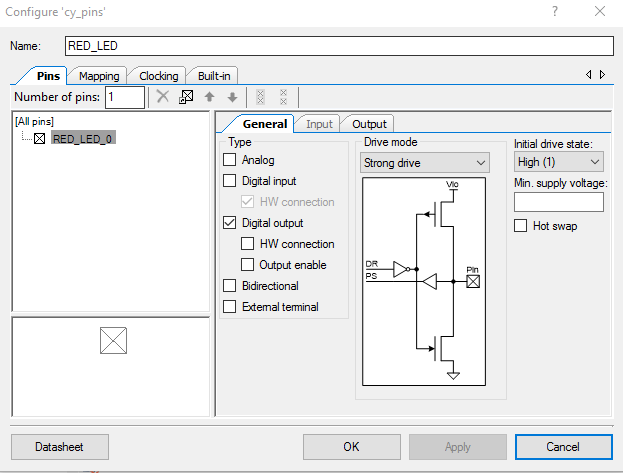 Configure 'cy_pins'
Name: RED_LED
Pins Mapping Clocking Built-in
Number of pins: 1
[All pins]
RED_LED_0
General Input Output
Type
Analog
Digital input
HW connection
Digital output
HW connection
Output enable
Bidirectional
External terminal
Drive mode
Strong drive
Vio
DR
PS
Pin
Initial drive state:
High (1)
Min. supply voltage:
Hot swap
Datasheet OK Apply Cancel